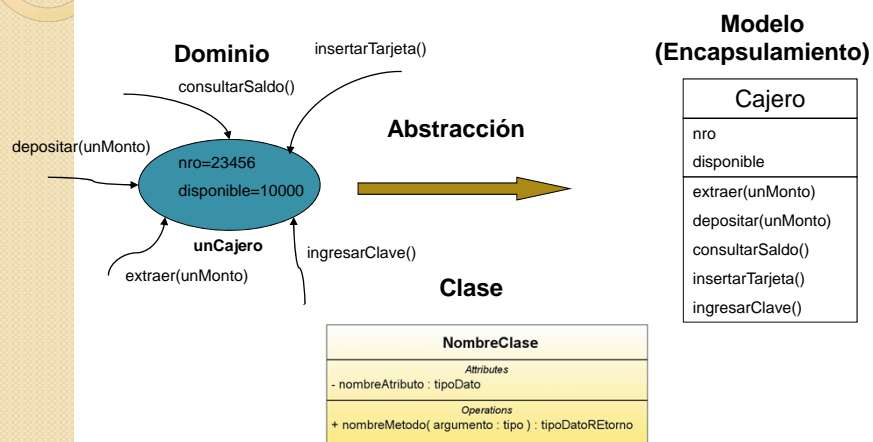 Dominio
insertarTarjeta()
consultarSaldo()
depositar(unMonto)
nro=23456
disponible=10000
unCajero
extraer(unMonto)
ingresarClave()
Abstracción
Modelo
(Encapsulamiento)
Cajero
nro
disponible
extraer(unMonto)
depositar(unMonto)
consultarSaldo()
insertarTarjeta()
ingresarClave()
Clase
NombreClase
Attributes
- nombreAtributo : tipoDato
Operations
+ nombreMetodo( argumento : tipo ) : tipoDatoREtorno